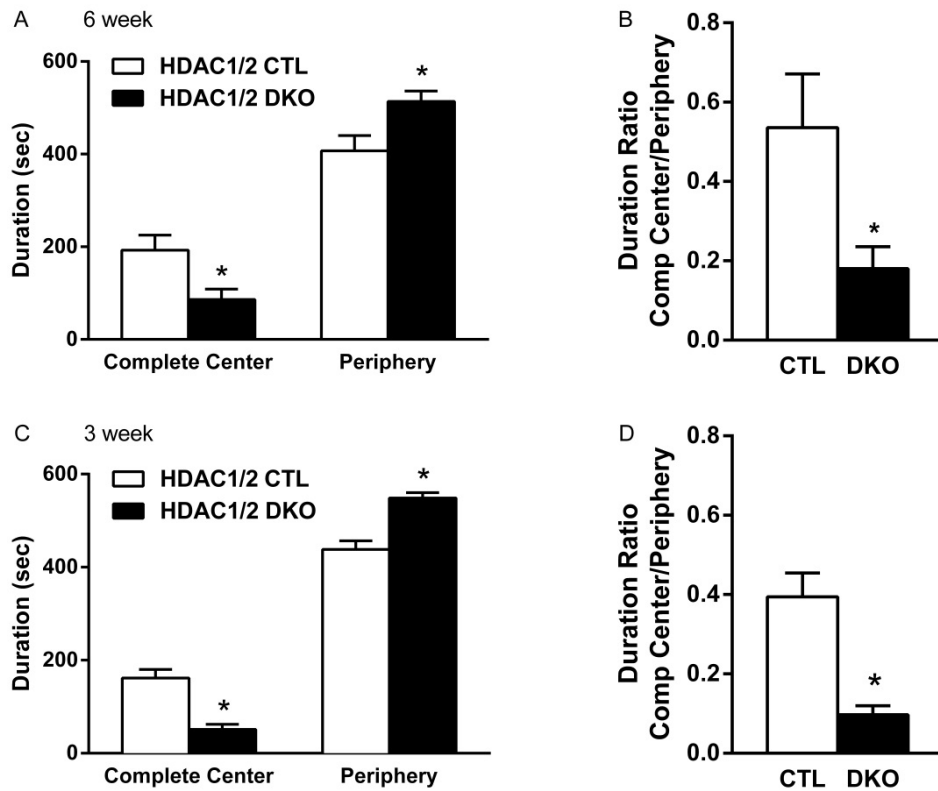 A 6 week
600
400
200
0
Duration (sec)
HDAC1/2 CTL
HDAC1/2 DKO
*
*
Complete Center Periphery
B
0.8
0.6
0.4
0.2
0.0
Duration Ratio
Comp Center/Periphery
*
CTL DKO
C 3 week
600
400
200
0
Duration (sec)
HDAC1/2 CTL
HDAC1/2 DKO
*
*
Complete Center Periphery
D
0.8
0.6
0.4
0.2
0.0
Duration Ratio
Comp Center/Periphery
*
CTL DKO